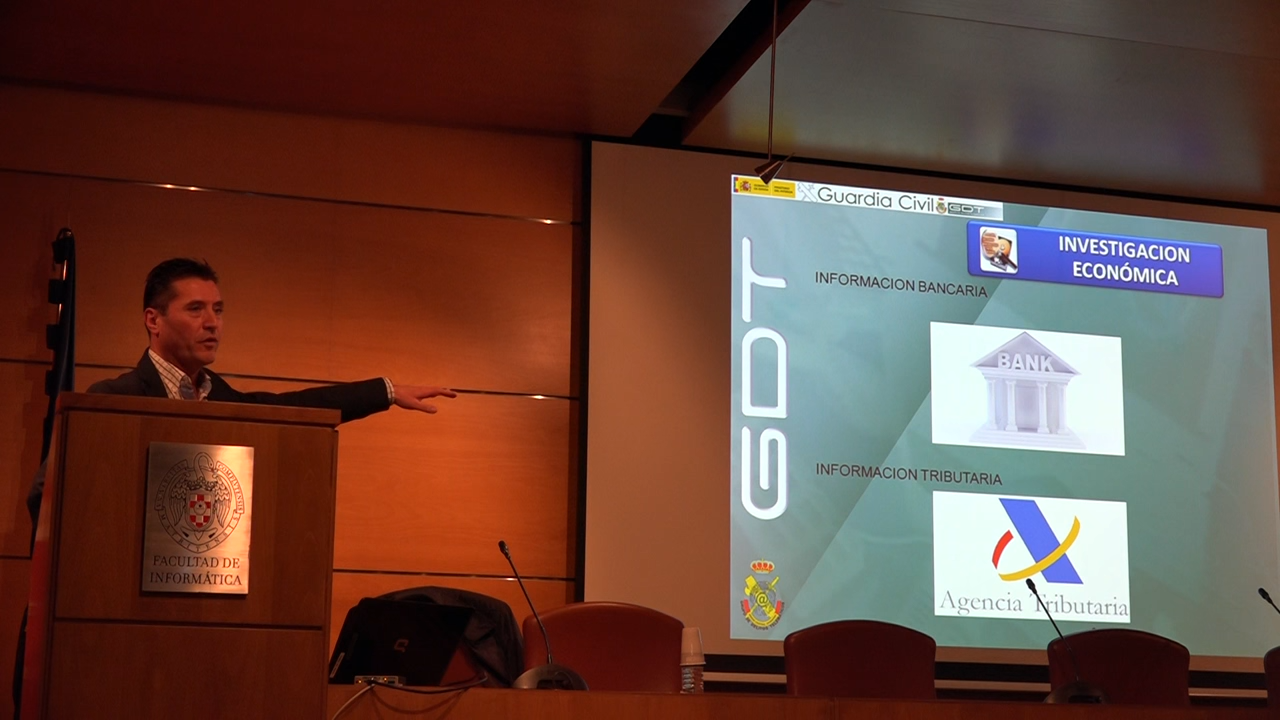 FACULTAD DE
INFORMÁTICA
Guardia Civil GDT
INVESTIGACION
ECONÓMICA
GDT
INFORMACION BANCARIA
BANK
INFORMACION TRIBUTARIA
Agencia Tributaria